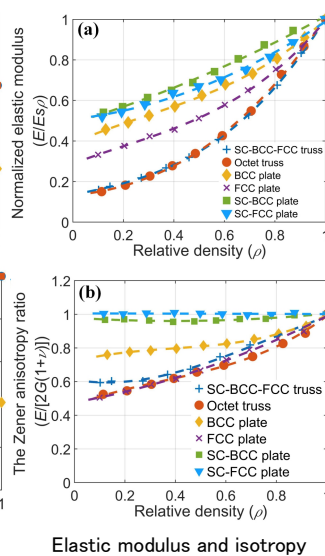 (a)
Normalized elastic modulus
(E/Esρ)
1
0.8
0.6
0.4
0.2
0
SC-BCC-FCC truss
Octet truss
BCC plate
FCC plate
SC-BCC plate
SC-FCC plate
0 0.2 0.4 0.6 0.8 1
Relative density (ρ)
(b)
The Zener anisotropy ratio
(E/[2G(1+ν)])
1.2
1
0.8
0.6
0.4
0.2
0
SC-BCC-FCC truss
Octet truss
BCC plate
FCC plate
SC-BCC plate
SC-FCC plate
1
0 0.2 0.4 0.6 0.8 1
Relative density (ρ)
Elastic modulus and isotropy